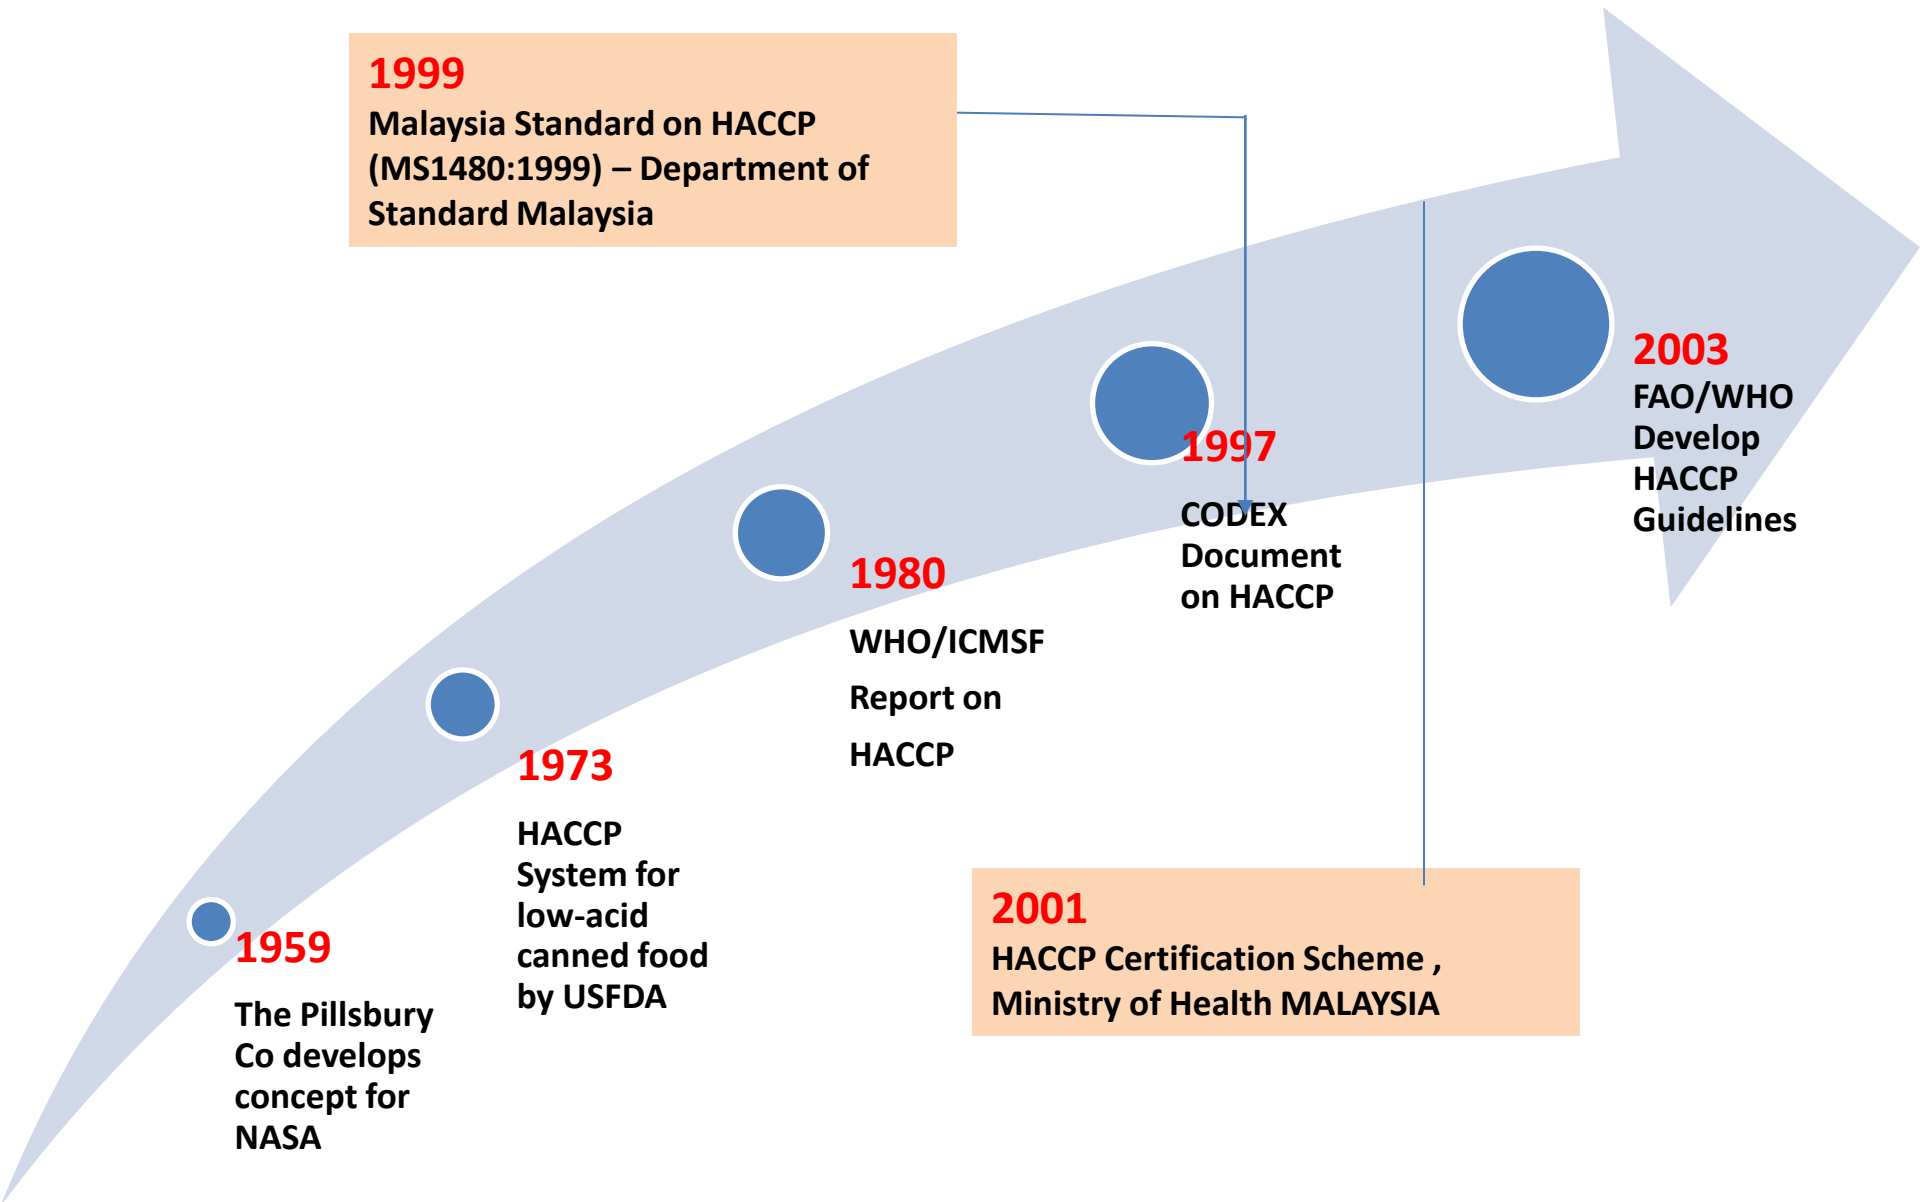 1999
Malaysia Standard on HACCP
(MS1480:1999) – Department of
Standard Malaysia
2003
FAO/WHO
Develop
HACCP
Guidelines
1997
CODEX
Document
on HACCP
1980
WHO/ICMSF
Report on
HACCP
1973
HACCP
System for
low-acid
canned food
by USFDA
1959
The Pillsbury
Co develops
concept for
NASA
2001
HACCP Certification Scheme ,
Ministry of Health MALAYSIA